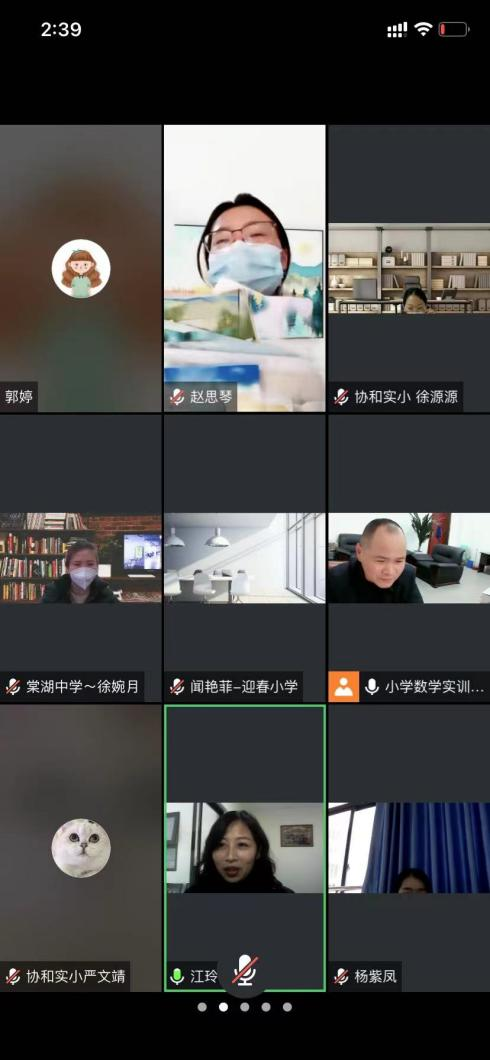 2:39
郭婷
赵思琴
协和实小 徐源源
棠湖中学～徐婉月
闻艳菲-迎春小学
小学数学实训...
协和实小严文靖
江玲
杨紫凤